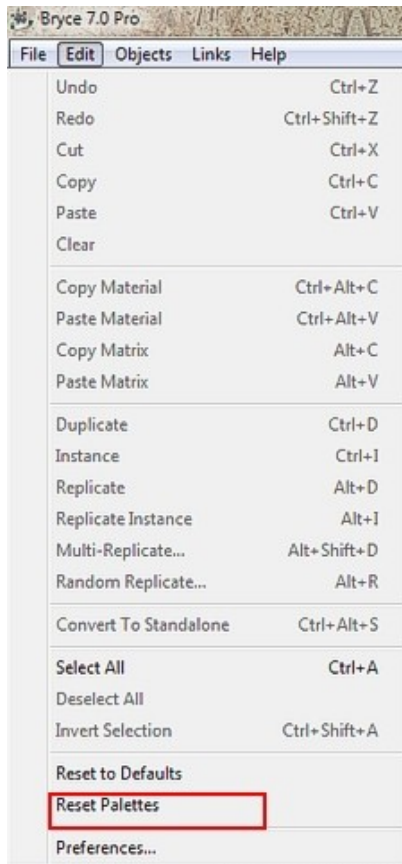 Bryce 7.0 Pro
File Edit Objects Links Help
Undo Ctrl+Z
Redo Ctrl+Shift+Z
Cut Ctrl+X
Copy Ctrl+C
Paste Ctrl+V
Clear
Copy Material Ctrl+Alt+C
Paste Material Ctrl+Alt+V
Copy Matrix Alt+C
Paste Matrix Alt+V
Duplicate Ctrl+D
Instance Ctrl+I
Replicate Alt+D
Replicate Instance Alt+I
Multi-Replicate... Alt+Shift+D
Random Replicate... Alt+R
Convert To Standalone Ctrl+Alt+S
Select All Ctrl+A
Deselect All
Invert Selection Ctrl+Shift+A
Reset to Defaults
Reset Palettes
Preferences...